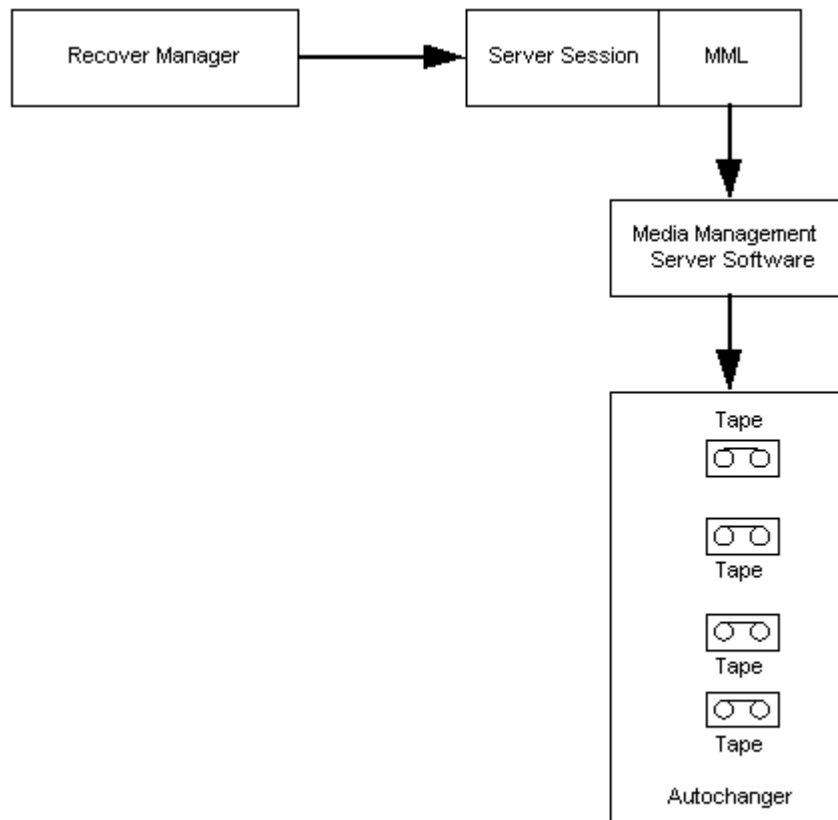 Recover Manager
Server Session
MML
Media Management
Server Software
Tape
Tape
Tape
Tape
Autochanger